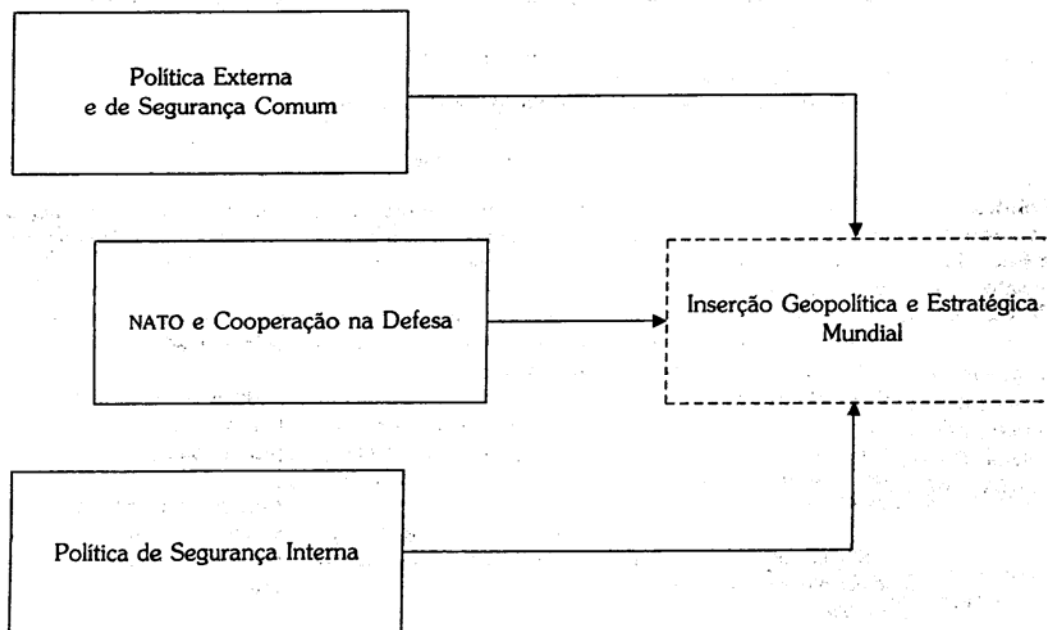 Política Externa
e de Segurança Comum
NATO e Cooperação na Defesa
Inserção Geopolítica e Estratégica
Mundial
Política de Segurança Interna